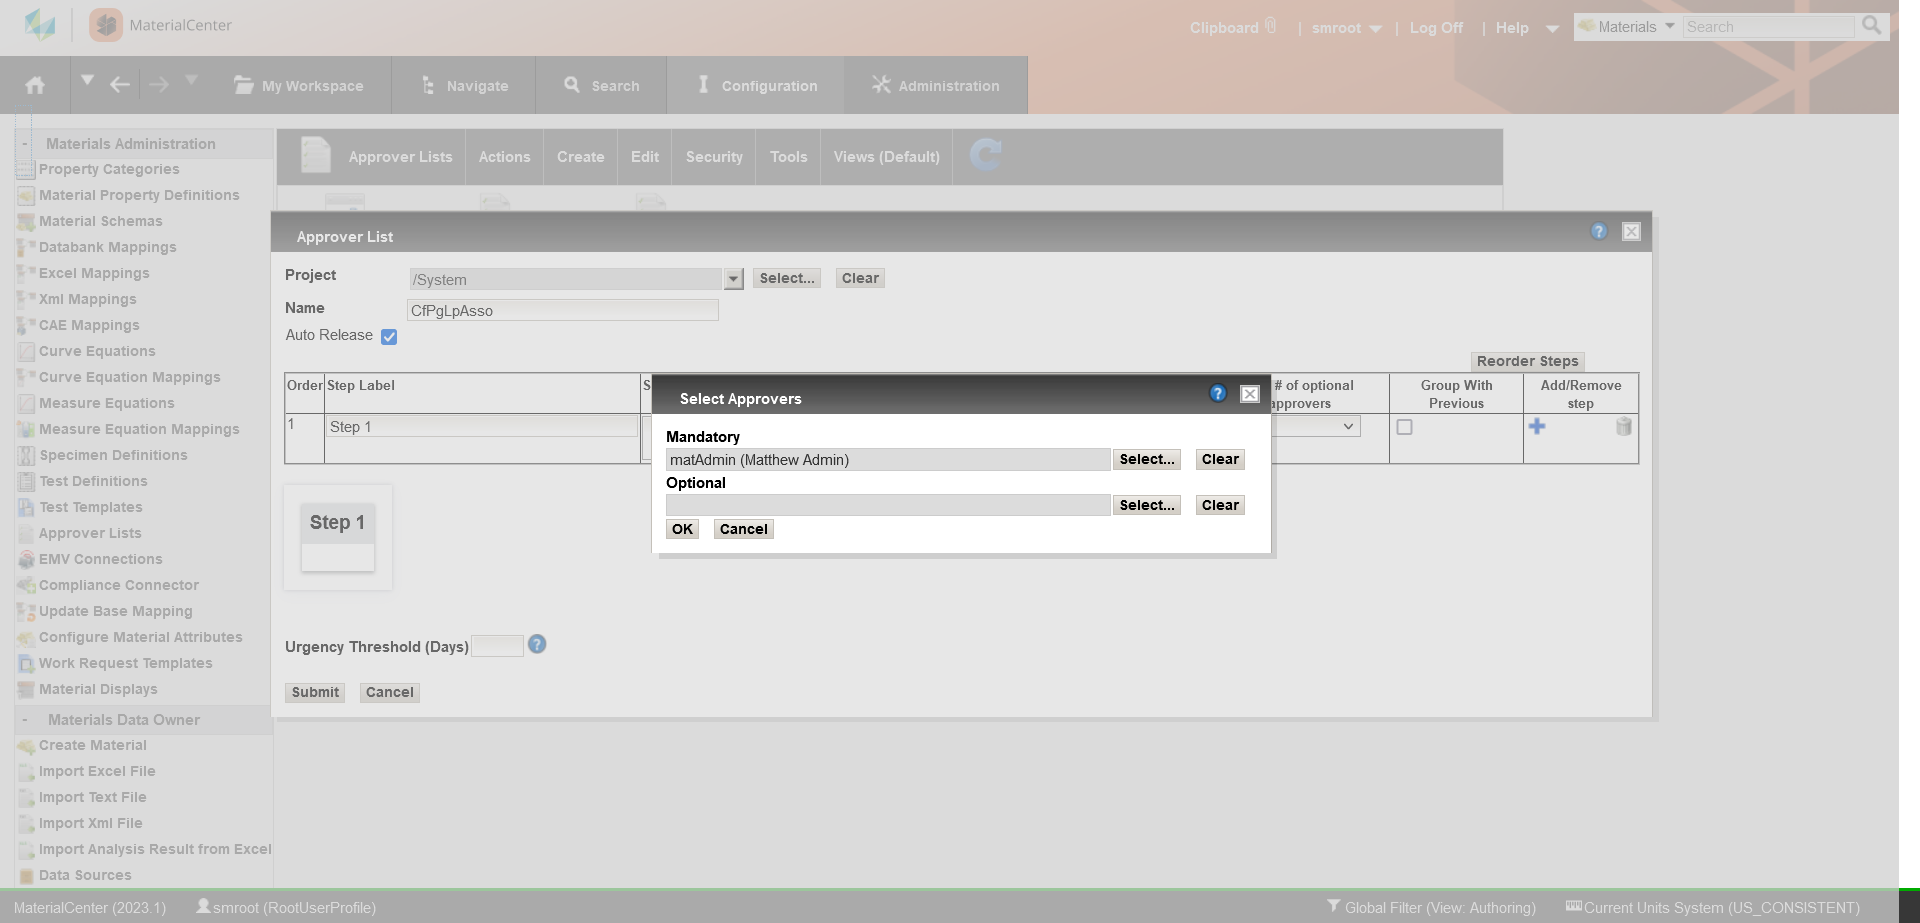 MaterialCenter
Clipboard | smroot | Log Off | Help
Materials Search
My Workspace Navigate Search Configuration Administration
- Materials Administration
Property Categories
Material Property Definitions
Material Schemas
Databank Mappings
Excel Mappings
Xml Mappings
CAE Mappings
Curve Equations
Curve Equation Mappings
Measure Equations
Measure Equation Mappings
Specimen Definitions
Test Definitions
Test Templates
Approver Lists
EMV Connections
Compliance Connector
Update Base Mapping
Configure Material Attributes
Work Request Templates
Material Displays
- Materials Data Owner
Create Material
Import Excel File
Import Text File
Import Xml File
Import Analysis Result from Excel
Data Sources
Approver Lists Actions Create Edit Security Tools Views (Default)
Approver List
Project /System Select... Clear
Name CfPgLpAsso
Auto Release
Reorder Steps
Order Step Label S # of optional approvers Group With Previous Add/Remove step
1 Step 1
Step 1
Urgency Threshold (Days)
Submit Cancel
Select Approvers
Mandatory
matAdmin (Matthew Admin) Select... Clear
Optional
Select... Clear
OK Cancel
MaterialCenter (2023.1) smroot (RootUserProfile) Global Filter (View: Authoring) Current Units System (US_CONSISTENT)